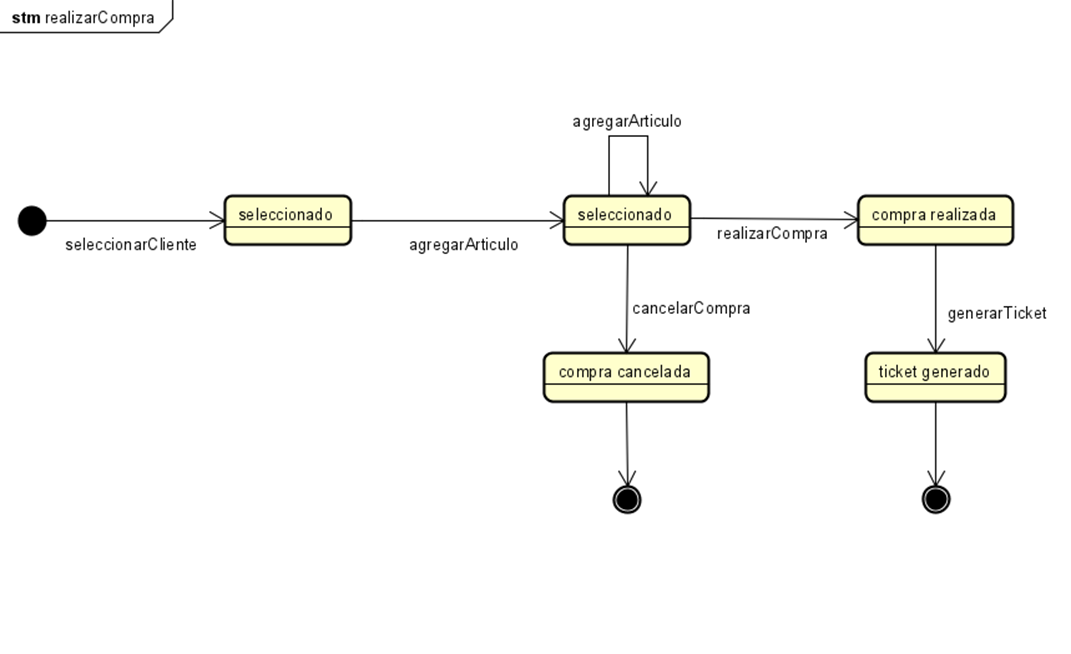 stm realizarCompra
agregarArticulo
seleccionado
seleccionado
compra realizada
seleccionarCliente
agregarArticulo
realizarCompra
cancelarCompra
generarTicket
compra cancelada
ticket generado